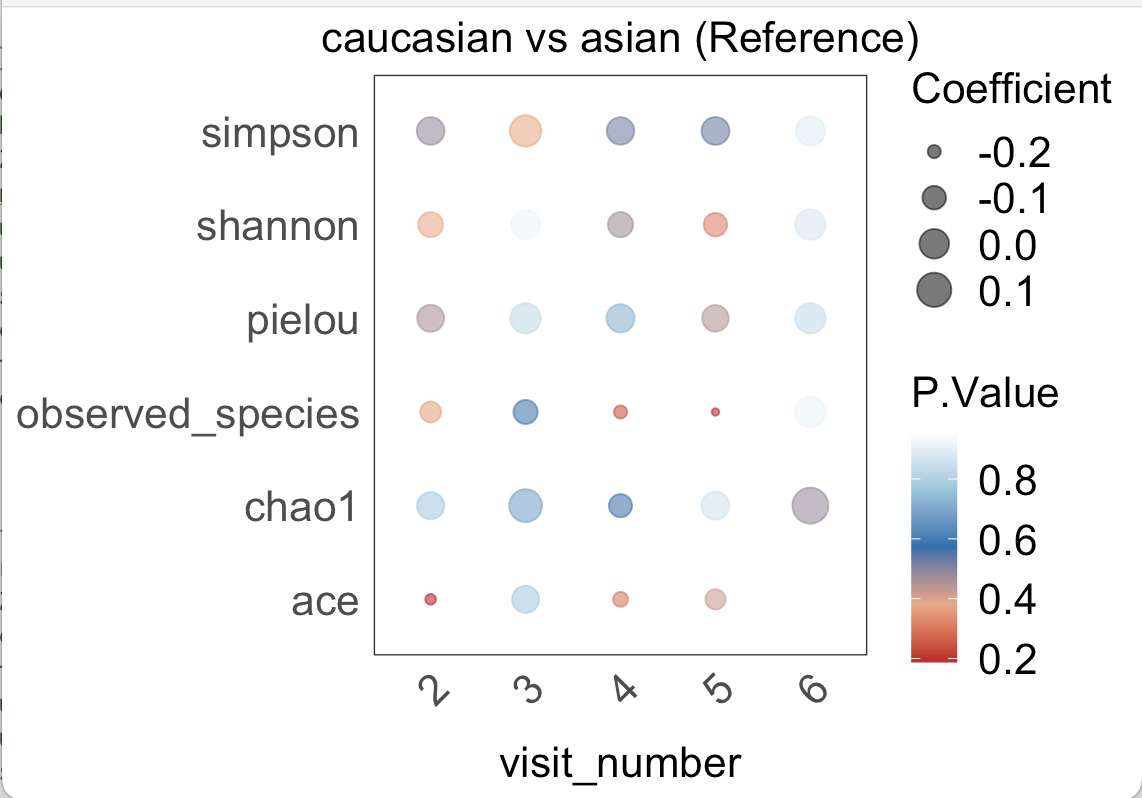 caucasian vs asian (Reference)
simpson
shannon
pielou
observed_species
chao1
ace
2 3 4 5 6
visit_number
Coefficient
-0.2
-0.1
0.0
0.1
P.Value
0.8
0.6
0.4
0.2